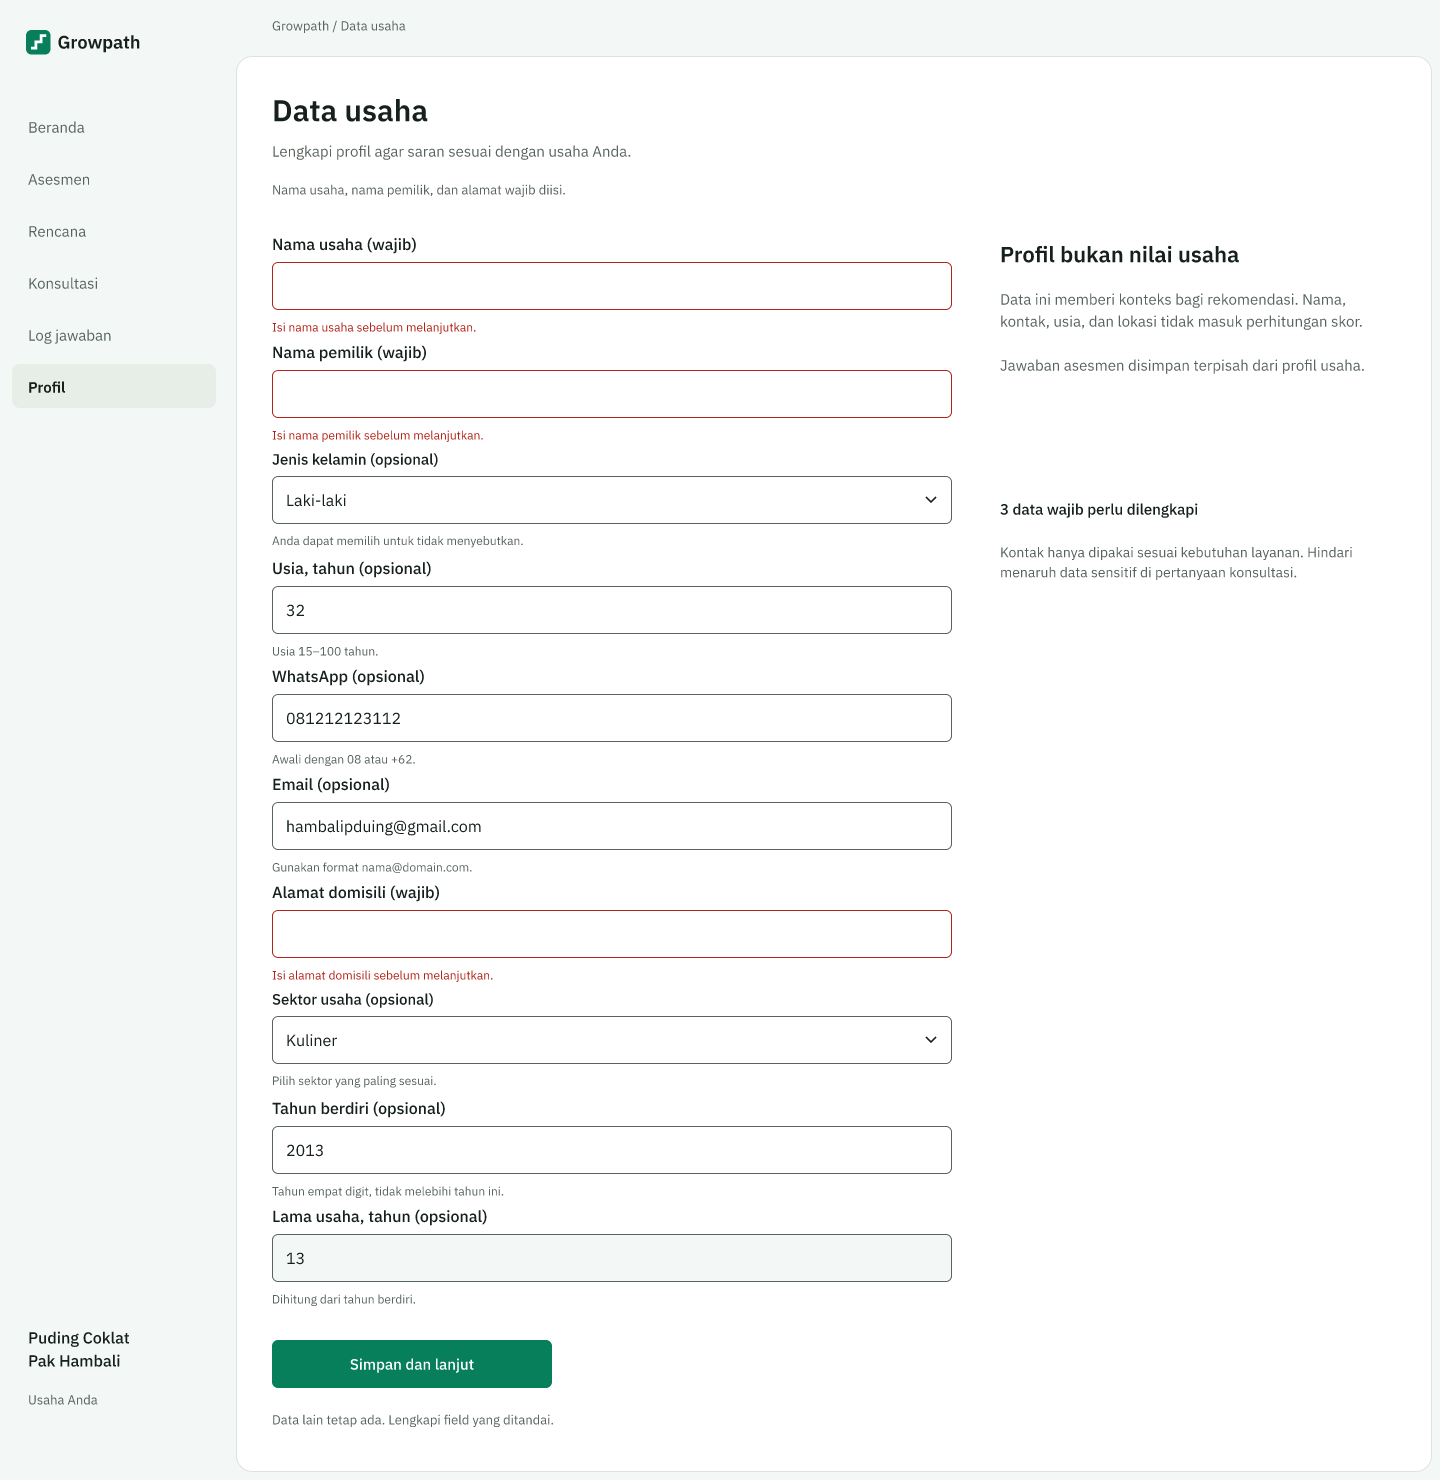 Growpath
Growpath / Data usaha
Beranda
Asesmen
Rencana
Konsultasi
Log jawaban
Profil
Puding Coklat
Pak Hambali
Usaha Anda
Data usaha
Lengkapi profil agar saran sesuai dengan usaha Anda.
Nama usaha, nama pemilik, dan alamat wajib diisi.
Nama usaha (wajib)
Isi nama usaha sebelum melanjutkan.
Nama pemilik (wajib)
Isi nama pemilik sebelum melanjutkan.
Jenis kelamin (opsional)
Laki-laki
Anda dapat memilih untuk tidak menyebutkan.
Usia, tahun (opsional)
32
Usia 15–100 tahun.
WhatsApp (opsional)
081212123112
Awali dengan 08 atau +62.
Email (opsional)
hambalipduing@gmail.com
Gunakan format nama@domain.com.
Alamat domisili (wajib)
Isi alamat domisili sebelum melanjutkan.
Sektor usaha (opsional)
Kuliner
Pilih sektor yang paling sesuai.
Tahun berdiri (opsional)
2013
Tahun empat digit, tidak melebihi tahun ini.
Lama usaha, tahun (opsional)
13
Dihitung dari tahun berdiri.
Simpan dan lanjut
Data lain tetap ada. Lengkapi field yang ditandai.
Profil bukan nilai usaha
Data ini memberi konteks bagi rekomendasi. Nama,
kontak, usia, dan lokasi tidak masuk perhitungan skor.
Jawaban asesmen disimpan terpisah dari profil usaha.
3 data wajib perlu dilengkapi
Kontak hanya dipakai sesuai kebutuhan layanan. Hindari
menaruh data sensitif di pertanyaan konsultasi.